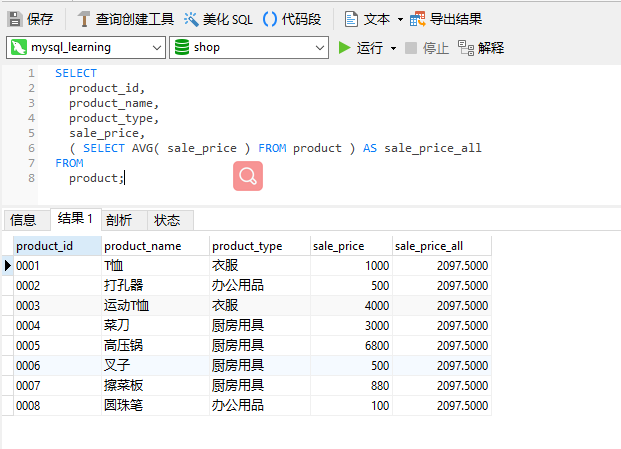 保存 查询创建工具 美化 SQL () 代码段 文本 导出结果
mysql_learning shop 运行 停止 解释
1 SELECT
2 product_id,
3 product_name,
4 product_type,
5 sale_price,
6 ( SELECT AVG( sale_price ) FROM product ) AS sale_price_all
7 FROM
8 product;
信息 结果 1 剖析 状态
product_id product_name product_type sale_price sale_price_all
0001 T恤 衣服 1000 2097.5000
0002 打孔器 办公用品 500 2097.5000
0003 运动T恤 衣服 4000 2097.5000
0004 菜刀 厨房用具 3000 2097.5000
0005 高压锅 厨房用具 6800 2097.5000
0006 叉子 厨房用具 500 2097.5000
0007 擦菜板 厨房用具 880 2097.5000
0008 圆珠笔 办公用品 100 2097.5000